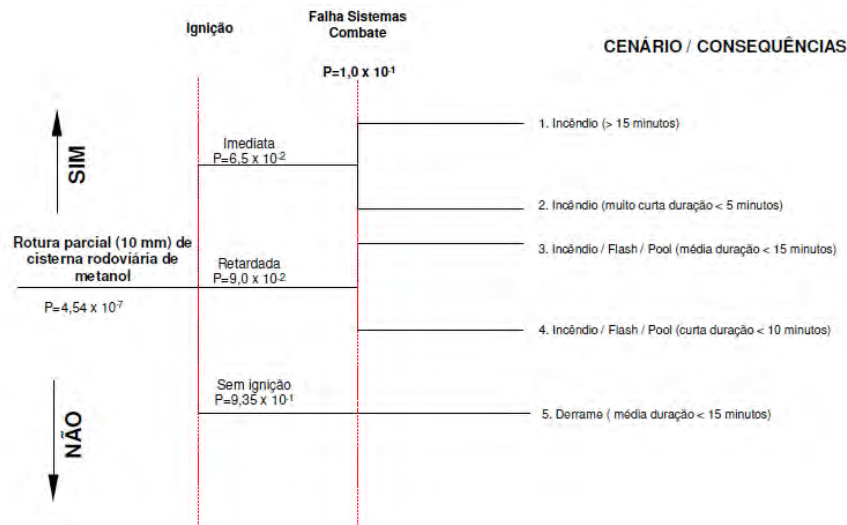 Ignição
Falha Sistemas
Combate
CENÁRIO / CONSEQUÊNCIAS
P=1,0 x 10-¹
1. Incêndio (> 15 minutos)
SIM
Imediata
P=6,5 x 10-²
2. Incêndio (muito curta duração < 5 minutos)
Rotura parcial (10 mm) de
cisterna rodoviária de
metanol
3. Incêndio / Flash / Pool (média duração < 15 minutos)
Retardada
P=9,0 x 10-²
P=4,54 x 10-⁷
4. Incêndio / Flash / Pool (curta duração < 10 minutos)
Sem ignição
P=9,35 x 10-¹
5. Derrame ( média duração < 15 minutos)
NÃO